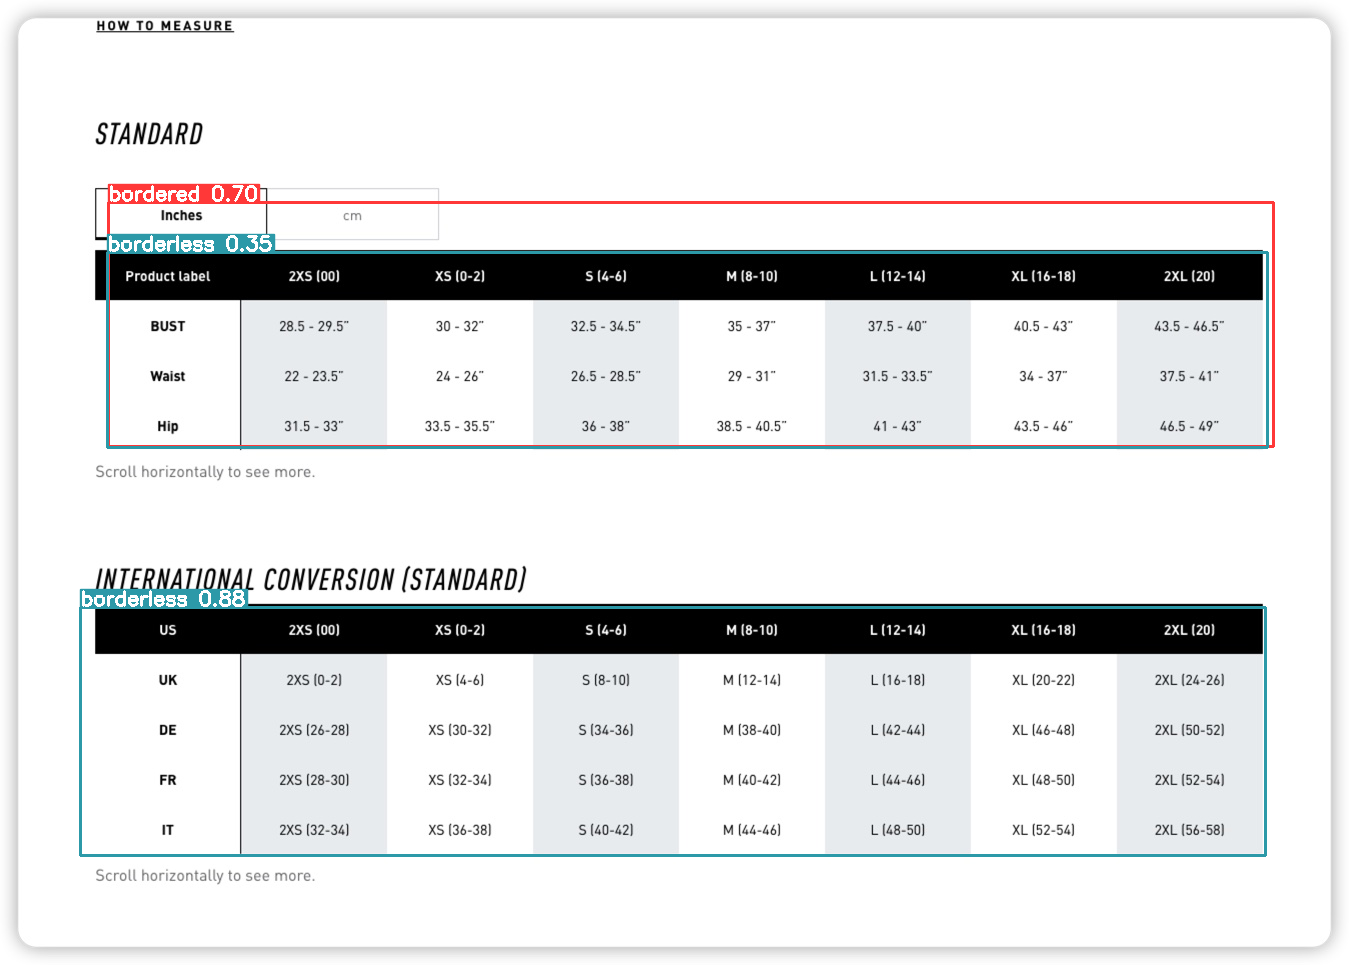 HOW TO MEASURE
STANDARD
bordered 0.70
Inches cm
borderless 0.35
Product label 2XS (00) XS (0-2) S (4-6) M (8-10) L (12-14) XL (16-18) 2XL (20)
BUST 28.5 - 29.5" 30 - 32" 32.5 - 34.5" 35 - 37" 37.5 - 40" 40.5 - 43" 43.5 - 46.5"
Waist 22 - 23.5" 24 - 26" 26.5 - 28.5" 29 - 31" 31.5 - 33.5" 34 - 37" 37.5 - 41"
Hip 31.5 - 33" 33.5 - 35.5" 36 - 38" 38.5 - 40.5" 41 - 43" 43.5 - 46" 46.5 - 49"
Scroll horizontally to see more.
INTERNATIONAL CONVERSION (STANDARD)
borderless 0.88
US 2XS (00) XS (0-2) S (4-6) M (8-10) L (12-14) XL (16-18) 2XL (20)
UK 2XS (0-2) XS (4-6) S (8-10) M (12-14) L (16-18) XL (20-22) 2XL (24-26)
DE 2XS (26-28) XS (30-32) S (34-36) M (38-40) L (42-44) XL (46-48) 2XL (50-52)
FR 2XS (28-30) XS (32-34) S (36-38) M (40-42) L (44-46) XL (48-50) 2XL (52-54)
IT 2XS (32-34) XS (36-38) S (40-42) M (44-46) L (48-50) XL (52-54) 2XL (56-58)
Scroll horizontally to see more.